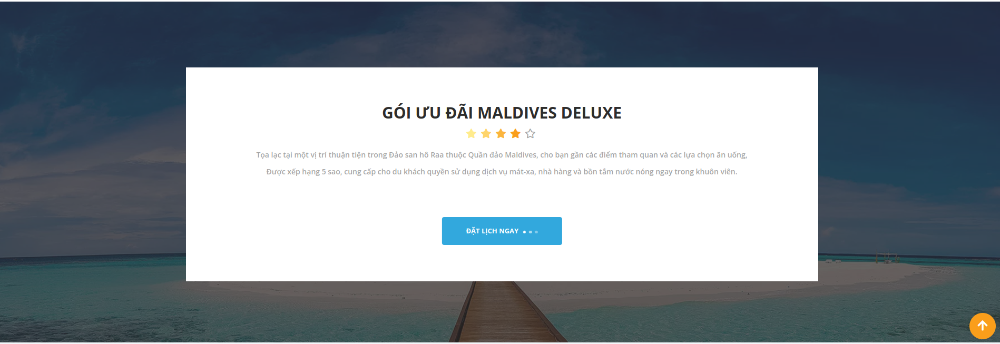 GÓI ƯU ĐÃI MALDIVES DELUXE
Tọa lạc tại một vị trí thuận tiện trong Đảo san hô Raa thuộc Quần đảo Maldives, cho bạn gần các điểm tham quan và các lựa chọn ăn uống,
Được xếp hạng 5 sao, cung cấp cho du khách quyền sử dụng dịch vụ mát-xa, nhà hàng và bồn tắm nước nóng ngay trong khuôn viên.
ĐẶT LỊCH NGAY